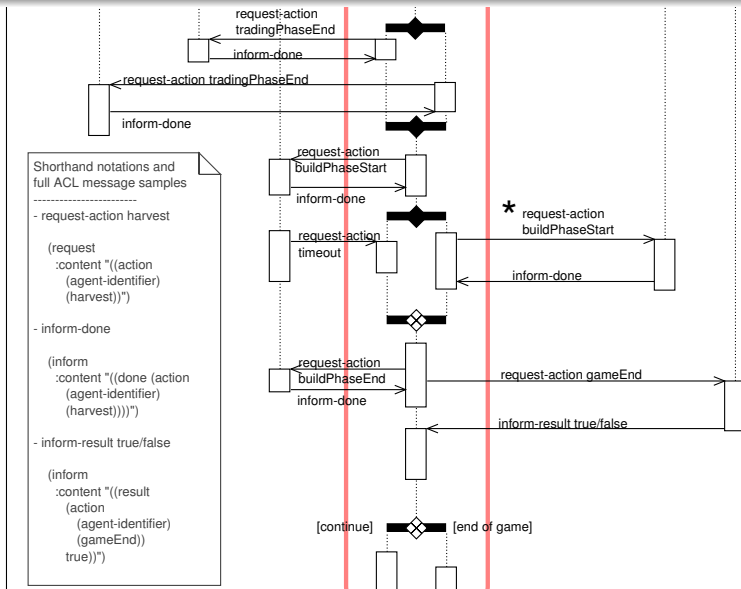 request-action
tradingPhaseEnd
inform-done
request-action tradingPhaseEnd
inform-done
request-action
buildPhaseStart
inform-done
*
request-action
buildPhaseStart
request-action
timeout
inform-done
request-action
buildPhaseEnd
inform-done
request-action gameEnd
inform-result true/false
[continue]
[end of game]
Shorthand notations and
full ACL message samples
------------------------
- request-action harvest
(request
:content "((action
(agent-identifier)
(harvest))")
- inform-done
(inform
:content "((done (action
(agent-identifier)
(harvest))))")
- inform-result true/false
(inform
:content "((result
(action
(agent-identifier)
(gameEnd))
true))")